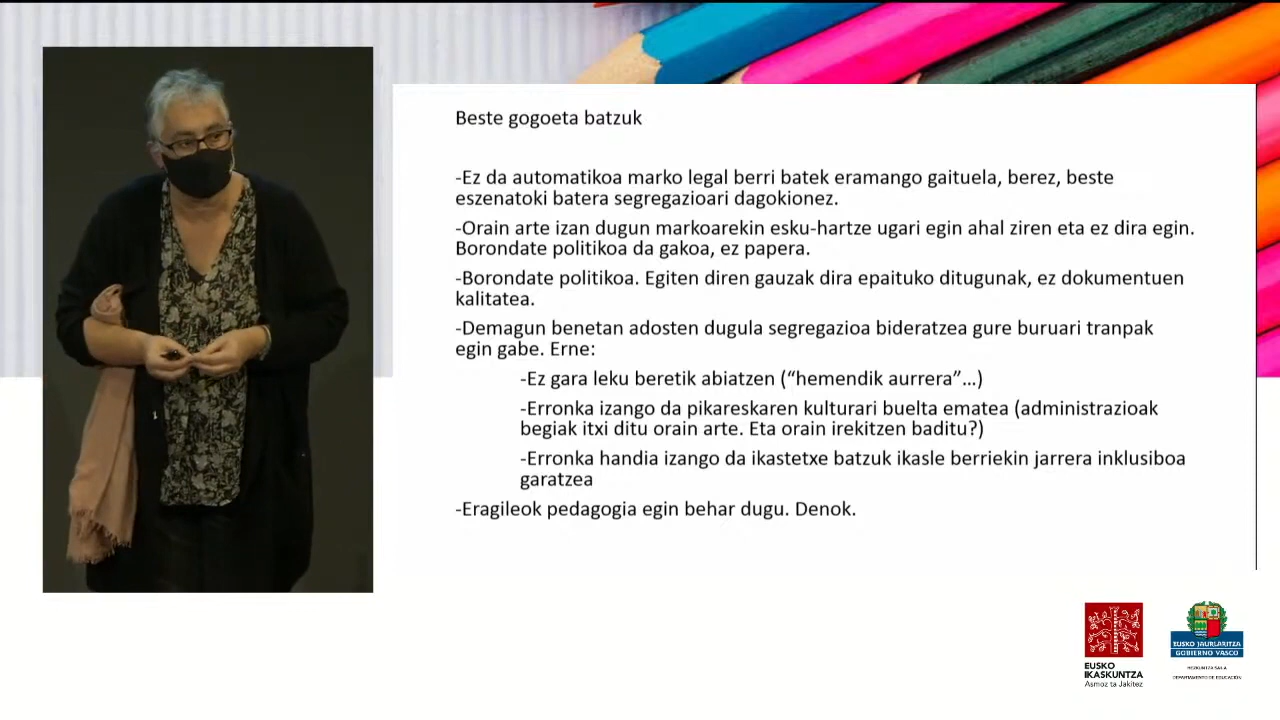 Beste gogoeta batzuk
-Ez da automatikoa marko legal berri batek eramango gaituela, berez, beste
eszenatoki batera segregazioari dagokionez.
-Orain arte izan dugun markoarekin esku-hartze ugari egin ahal ziren eta ez dira egin.
Borondate politikoa da gakoa, ez papera.
-Borondate politikoa. Egiten diren gauzak dira epaituko ditugunak, ez dokumentuen
kalitatea.
-Demagun benetan adosten dugula segregazioa bideratzea gure buruari tranpak
egin gabe. Erne:
-Ez gara leku beretik abiatzen (“hemendik aurrera”…)
-Erronka izango da pikareskaren kulturari buelta ematea (administrazioak
begiak itxi ditu orain arte. Eta orain irekitzen baditu?)
-Erronka handia izango da ikastetxe batzuk ikasle berriekin jarrera inklusiboa
garatzea
-Eragileok pedagogia egin behar dugu. Denok.
EUSKO
IKASKUNTZA
Asmoz ta Jakitez
EUSKO JAURLARITZA
GOBIERNO VASCO
HEZKUNTZA SAILA
DEPARTAMENTO DE EDUCACIÓN